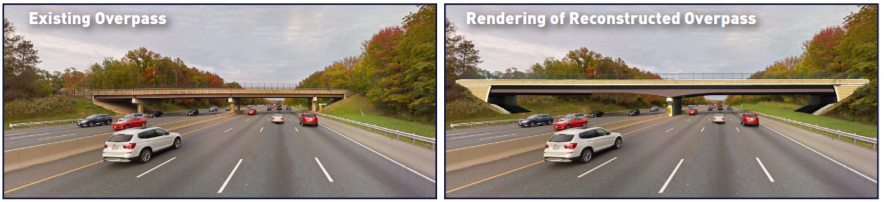 Existing Overpass
Rendering of Reconstructed Overpass